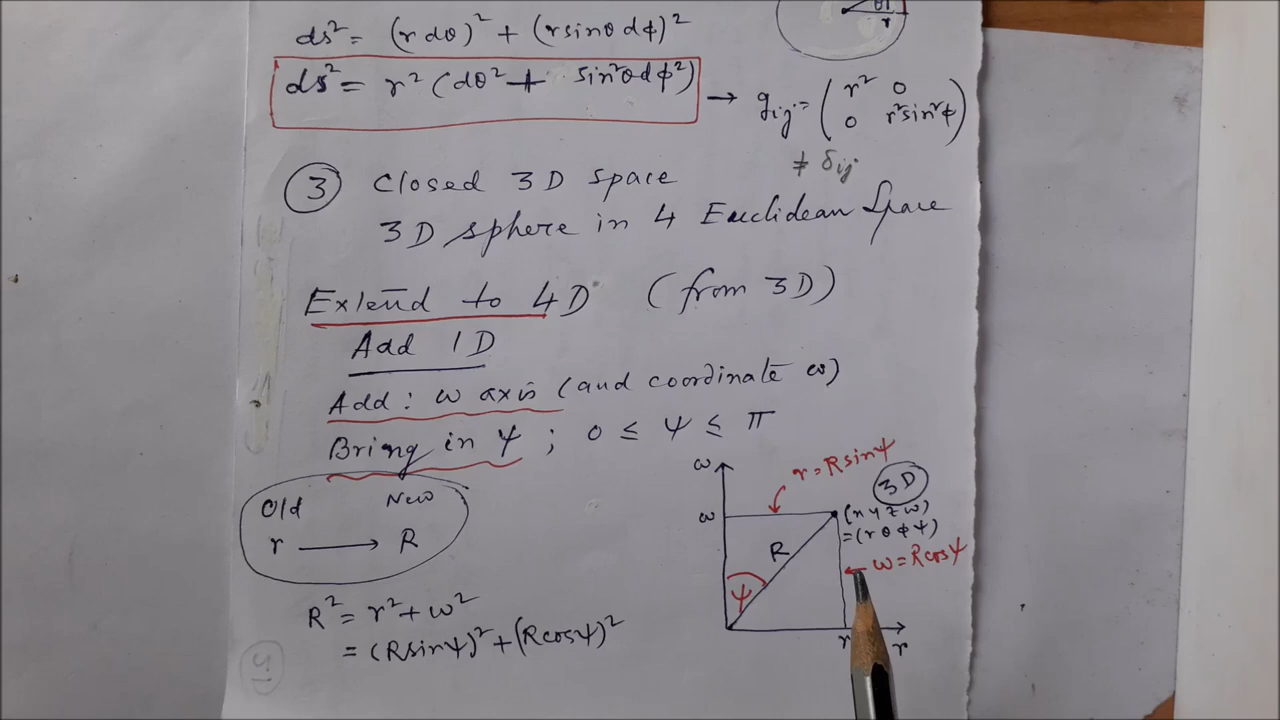 θ
r
ds² = (r dθ)² + (r sinθ dϕ)²
ds² = r² (dθ² + sin²θ dϕ²) → gij = ( r² 0
0 r² sin²ϕ )
≠ δij
③ Closed 3D space
3D sphere in 4 Euclidean Space
Extend to 4D (from 3D)
Add 1D
Add: ω axis (and coordinate ω)
Bring in ψ ; 0 ≤ ψ ≤ π
Old New
r → R
R² = r² + ω²
= (R sinψ)² + (R cosψ)²
ω
r = R sinψ
3D
ω
(x y z ω)
= (r θ ϕ ψ)
R
← ω = R cosψ
ψ
r
r